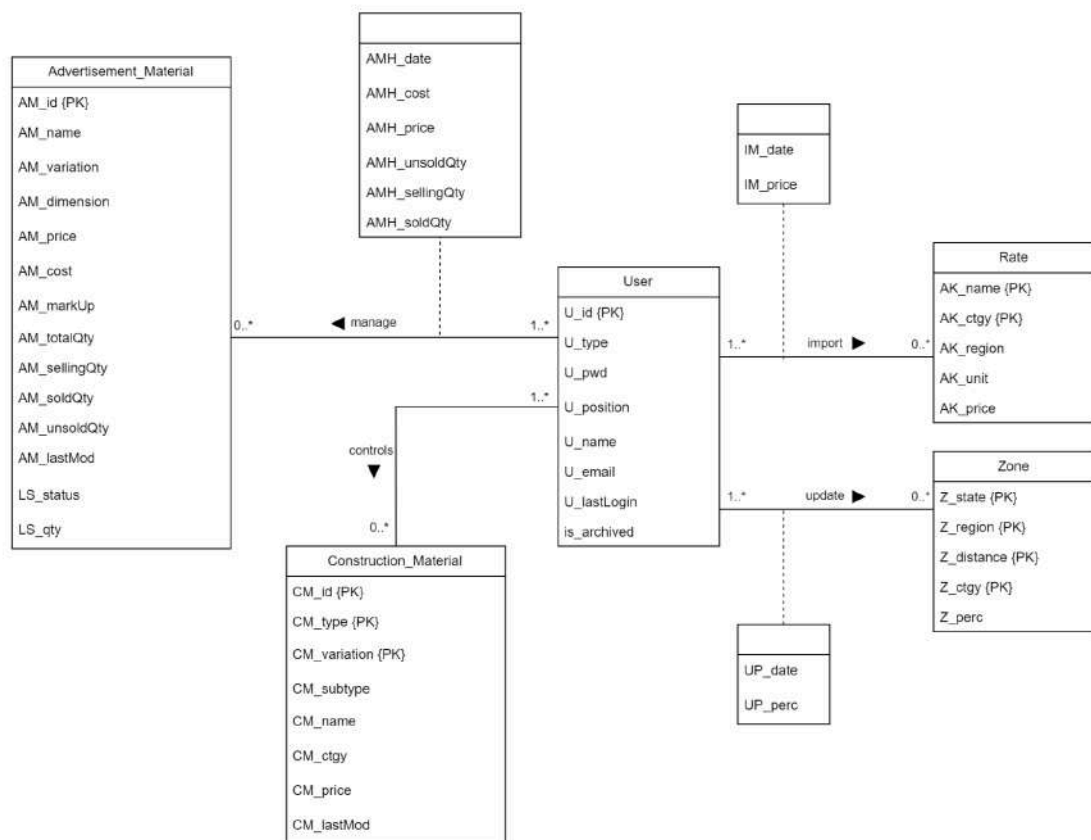 Advertisement_Material
AM_id {PK}
AM_name
AM_variation
AM_dimension
AM_price
AM_cost
AM_markUp
AM_totalQty
AM_sellingQty
AM_soldQty
AM_unsoldQty
AM_lastMod
LS_status
LS_qty
AMH_date
AMH_cost
AMH_price
AMH_unsoldQty
AMH_sellingQty
AMH_soldQty
0..*
manage
1..*
User
U_id {PK}
U_type
U_pwd
U_position
U_name
U_email
U_lastLogin
is_archived
1..*
controls
0..*
Construction_Material
CM_id {PK}
CM_type {PK}
CM_variation {PK}
CM_subtype
CM_name
CM_ctgy
CM_price
CM_lastMod
IM_date
IM_price
1..*
import
0..*
Rate
AK_name {PK}
AK_ctgy {PK}
AK_region
AK_unit
AK_price
1..*
update
0..*
Zone
Z_state {PK}
Z_region {PK}
Z_distance {PK}
Z_ctgy {PK}
Z_perc
UP_date
UP_perc